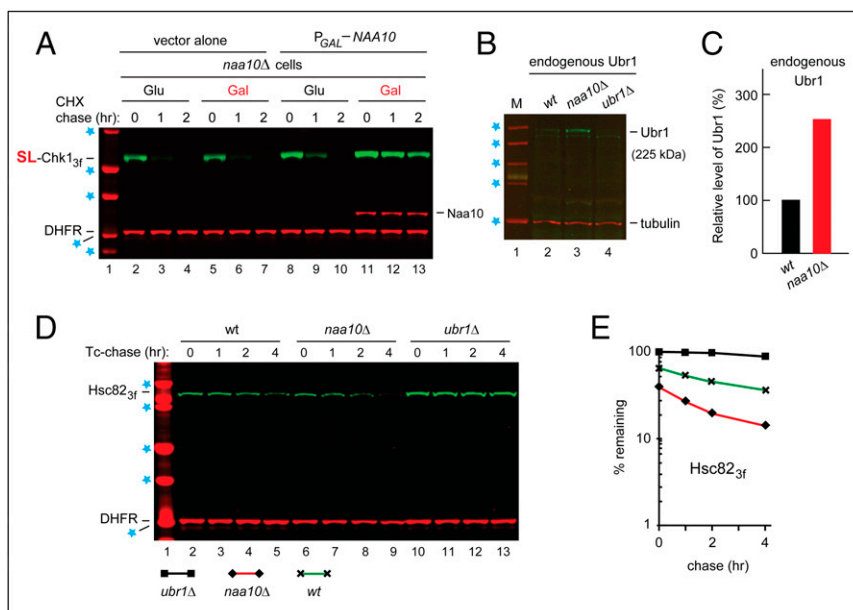 A
vector alone
P_GAL–NAA10
naa10Δ cells
Glu Gal Glu Gal
CHX
chase (hr):
0 1 2 0 1 2 0 1 2 0 1 2
SL-Chk1_3f
Naa10
DHFR
1 2 3 4 5 6 7 8 9 10 11 12 13
B
endogenous Ubr1
M wt naa10Δ ubr1Δ
Ubr1
(225 kDa)
tubulin
1 2 3 4
C
endogenous
Ubr1
Relative level of Ubr1 (%)
300
200
100
0
wt naa10Δ
D
wt naa10Δ ubr1Δ
Tc-chase (hr): 0 1 2 4 0 1 2 4 0 1 2 4
Hsc82_3f
DHFR
1 2 3 4 5 6 7 8 9 10 11 12 13
ubr1Δ naa10Δ wt
E
% remaining
100
10
1
Hsc82_3f
0 2 4
chase (hr)